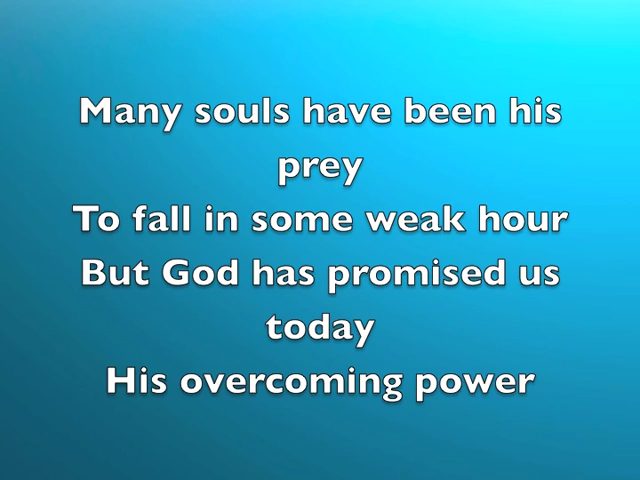 Many souls have been his
prey
To fall in some weak hour
But God has promised us
today
His overcoming power